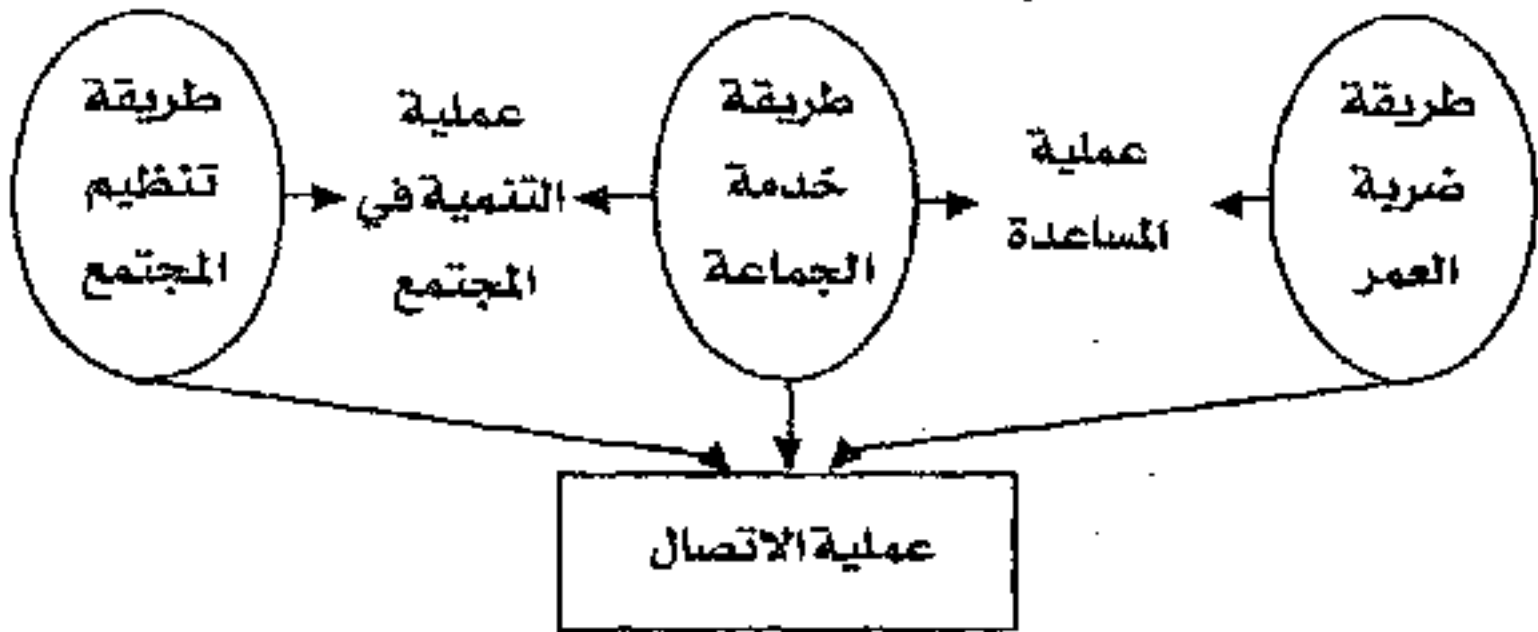 طريقة
ضربة
العمر
عملية
المساعدة
طريقة
خدمة
الجماعة
عملية
التنمية في
المجتمع
طريقة
تنظيم
المجتمع
عملية الاتصال